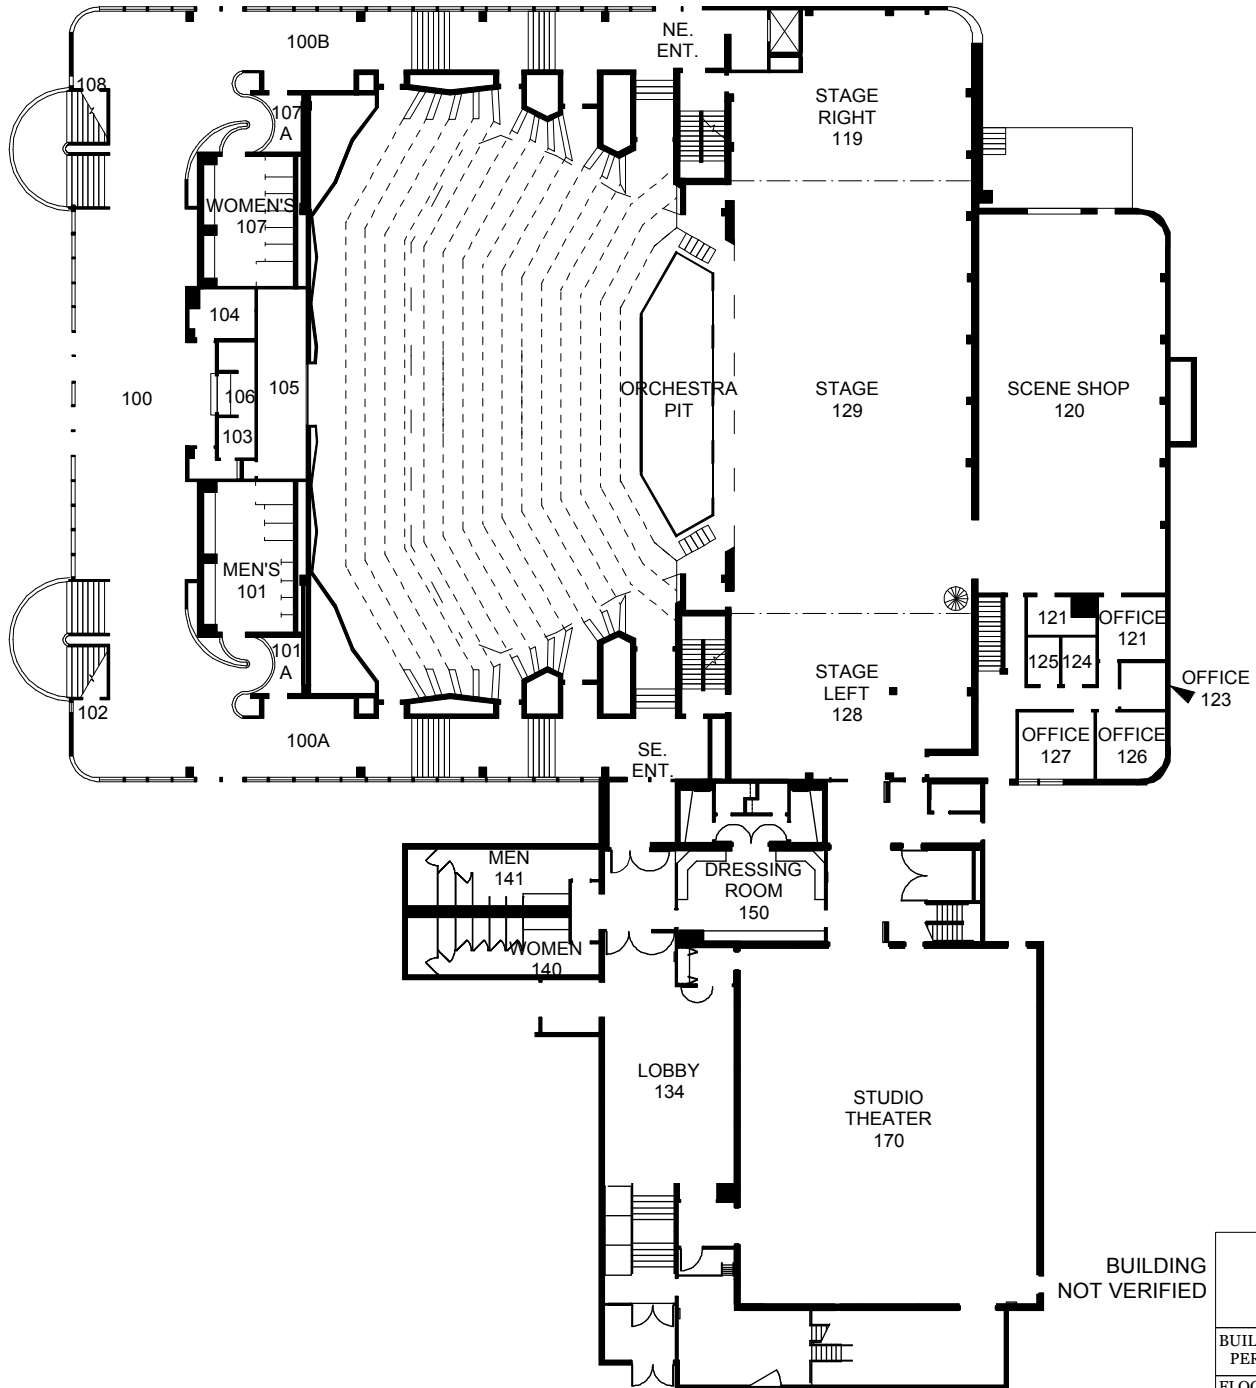 100B
NE.
ENT.
108
107
A
STAGE
RIGHT
119
WOMEN'S
107
104
100
106
105
103
ORCHESTRA
PIT
STAGE
129
SCENE SHOP
120
MEN'S
101
101
A
102
100A
SE.
ENT.
STAGE
LEFT
128
121
OFFICE
121
125
124
OFFICE
123
OFFICE
127
OFFICE
126
MEN
141
DRESSING
ROOM
150
WOMEN
140
LOBBY
134
STUDIO
THEATER
170
BUILDING
NOT VERIFIED
BUIL
PER
FLOO